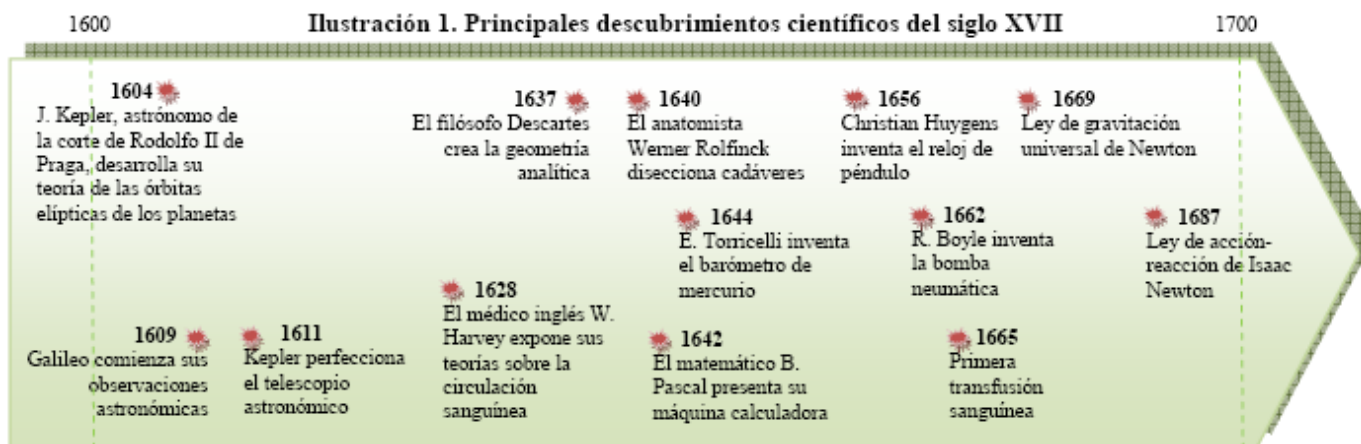 1600
Ilustración 1. Principales descubrimientos científicos del siglo XVII
1700
1604
J. Kepler, astrónomo de
la corte de Rodolfo II de
Praga, desarrolla su
teoría de las órbitas
elípticas de los planetas
1637
El filósofo Descartes
crea la geometría
analítica
1640
El anatomista
Werner Rolfinck
disecciona cadáveres
1656
Christian Huygens
inventa el reloj de
péndulo
1669
Ley de gravitación
universal de Newton
1644
E. Torricelli inventa
el barómetro de
mercurio
1662
R. Boyle inventa
la bomba
neumática
1687
Ley de acción-
reacción de Isaac
Newton
1609
Galileo comienza sus
observaciones
astronómicas
1611
Kepler perfecciona
el telescopio
astronómico
1628
El médico inglés W.
Harvey expone sus
teorías sobre la
circulación
sanguínea
1642
El matemático B.
Pascal presenta su
máquina calculadora
1665
Primera
transfusión
sanguínea